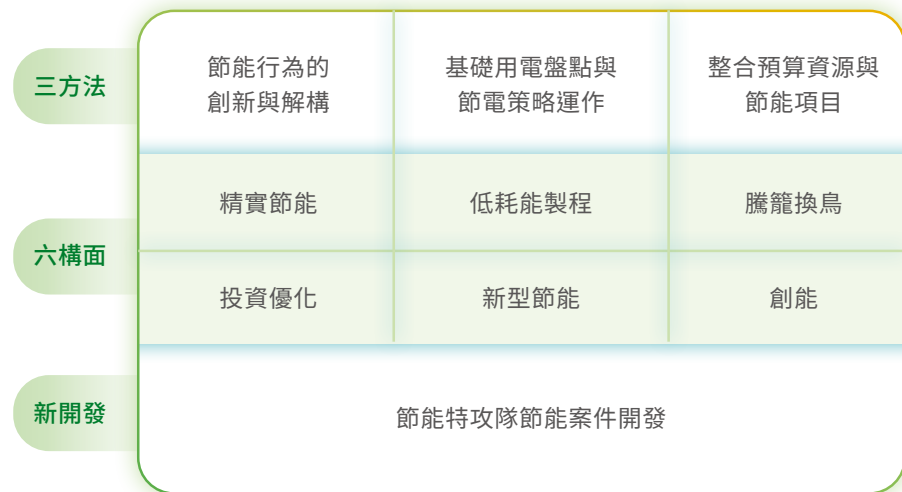 三方法
節能行為的
創新與解構
基礎用電盤點與
節電策略運作
整合預算資源與
節能項目
六構面
精實節能
低耗能製程
騰籠換鳥
投資優化
新型節能
創能
新開發
節能特攻隊節能案件開發